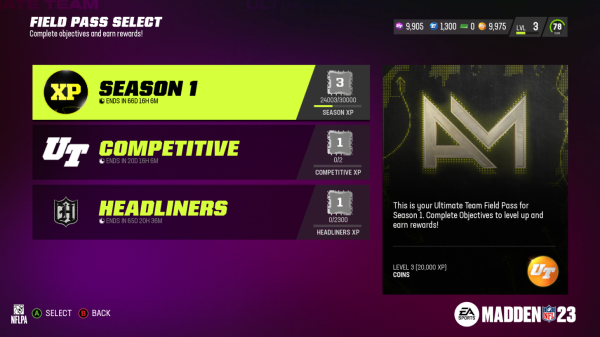 FIELD PASS SELECT
Complete objectives and earn rewards!
9,905 1,300 0 9,975 LVL 3 78
XP
SEASON 1
ENDS IN 66D 16H 6M
3
24003/30000
SEASON XP
UT
COMPETITIVE
ENDS IN 20D 16H 6M
1
0/2
COMPETITIVE XP
HEADLINERS
ENDS IN 65D 20H 36M
1
0/2300
HEADLINERS XP
This is your Ultimate Team Field Pass for
Season 1. Complete Objectives to level up and
earn rewards!
LEVEL 3 [20,000 XP]
COINS
UT
NFLPA
A SELECT B BACK
EA SPORTS MADDEN NFL 23